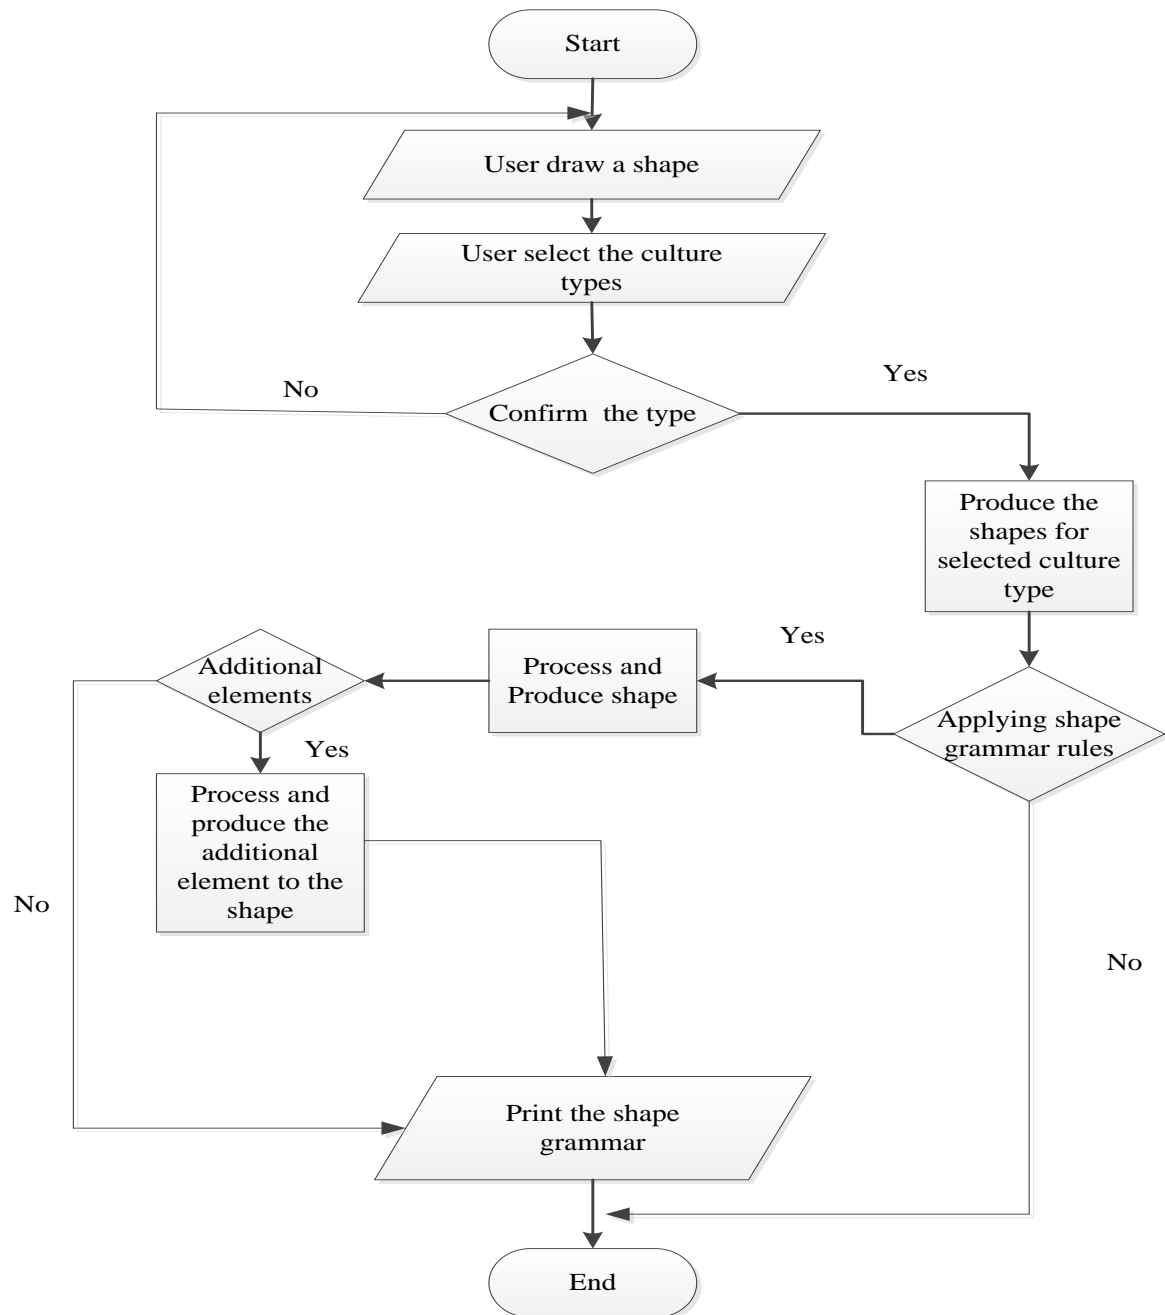 Start
User draw a shape
User select the culture
types
No
Yes
Confirm  the type
Produce the
shapes for
selected culture
type
Yes
Additional
elements
Process and
Produce shape
Applying shape
grammar rules
Yes
Process and
produce the
additional
element to the
shape
No
No
Print the shape
grammar
End